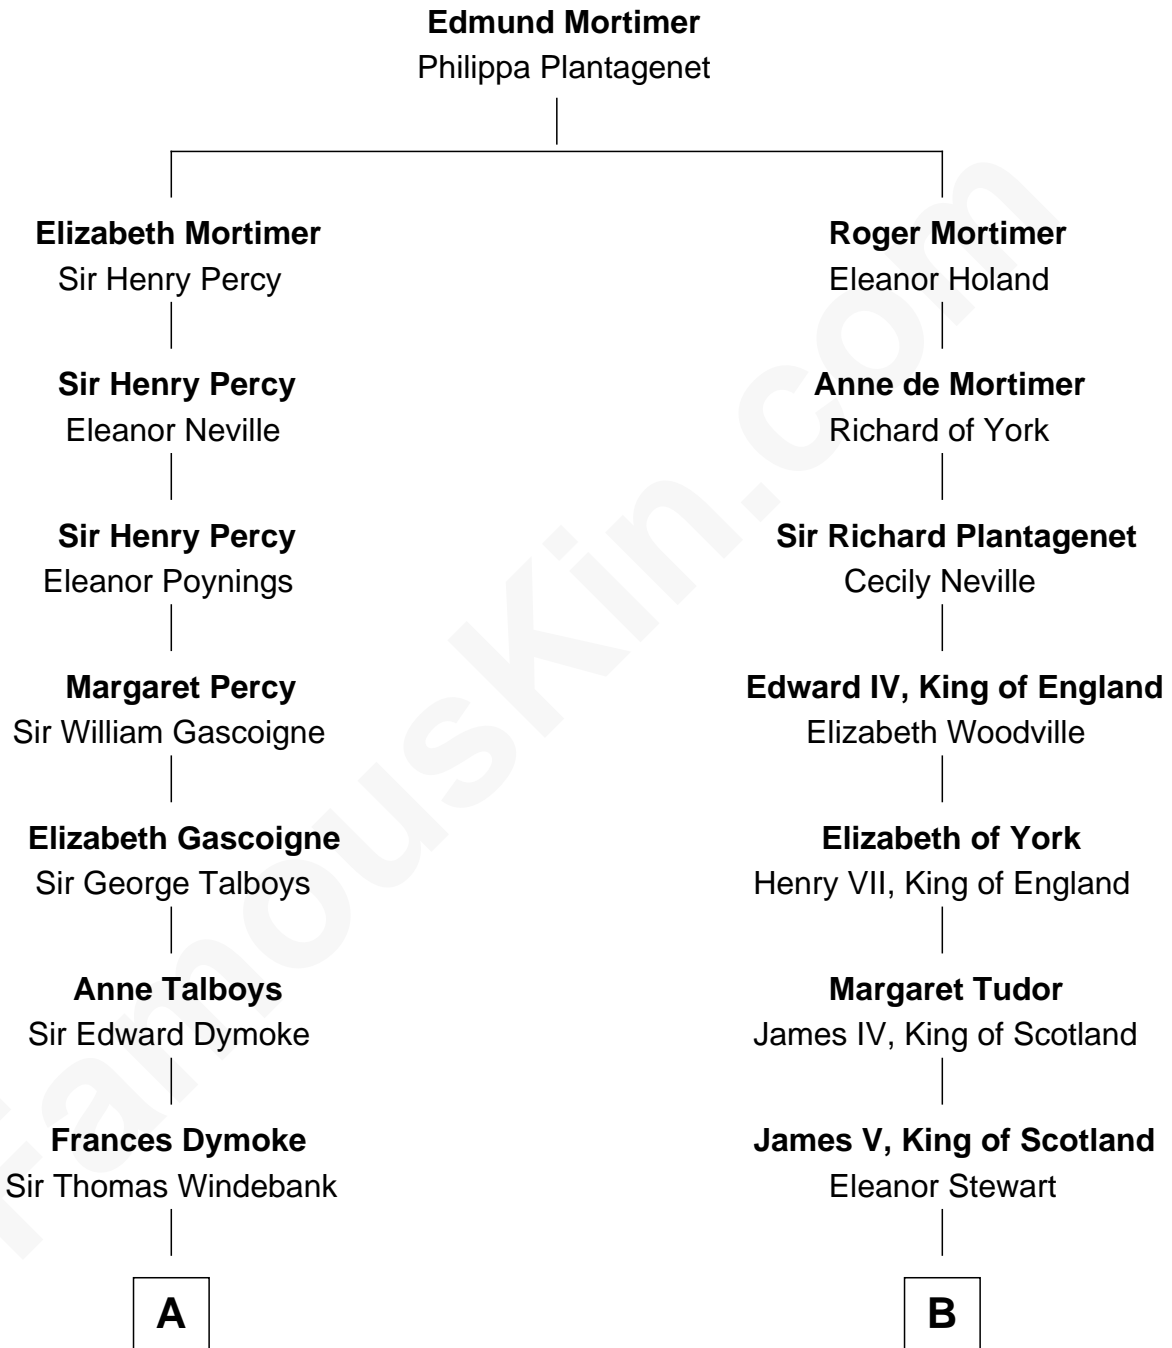 Edmund Mortimer
Philippa Plantagenet
Elizabeth Mortimer
Sir Henry Percy
Roger Mortimer
Eleanor Holand
Sir Henry Percy
Eleanor Neville
Anne de Mortimer
Richard of York
Sir Henry Percy
Eleanor Poynings
Sir Richard Plantagenet
Cecily Neville
Margaret Percy
Sir William Gascoigne
Edward IV, King of England
Elizabeth Woodville
Elizabeth Gascoigne
Sir George Talboys
Elizabeth of York
Henry VII, King of England
Anne Talboys
Sir Edward Dymoke
Margaret Tudor
James IV, King of Scotland
Frances Dymoke
Sir Thomas Windebank
James V, King of Scotland
Eleanor Stewart
A
B
FamousKin.com